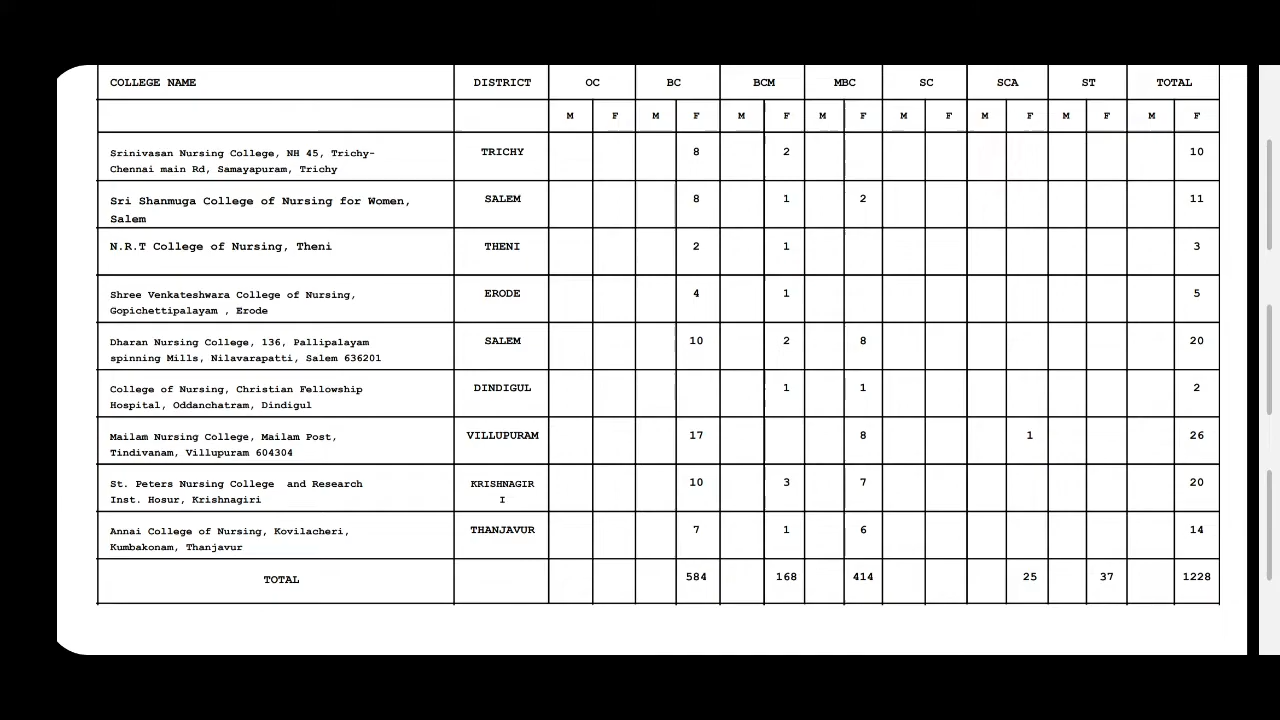 COLLEGE NAME DISTRICT OC BC BCM MBC SC SCA ST TOTAL
M F M F M F M F M F M F M F M F
Srinivasan Nursing College, NH 45, Trichy- TRICHY 8 2 10
Chennai main Rd, Samayapuram, Trichy
Sri Shanmuga College of Nursing for Women, SALEM 8 1 2 11
Salem
N.R.T College of Nursing, Theni THENI 2 1 3
Shree Venkateshwara College of Nursing, ERODE 4 1 5
Gopichettipalayam , Erode
Dharan Nursing College, 136, Pallipalayam SALEM 10 2 8 20
spinning Mills, Nilavarapatti, Salem 636201
College of Nursing, Christian Fellowship DINDIGUL 1 1 2
Hospital, Oddanchatram, Dindigul
Mailam Nursing College, Mailam Post, VILLUPURAM 17 8 1 26
Tindivanam, Villupuram 604304
St. Peters Nursing College and Research KRISHNAGIR 10 3 7 20
Inst. Hosur, Krishnagiri I
Annai College of Nursing, Kovilacheri, THANJAVUR 7 1 6 14
Kumbakonam, Thanjavur
TOTAL 584 168 414 25 37 1228